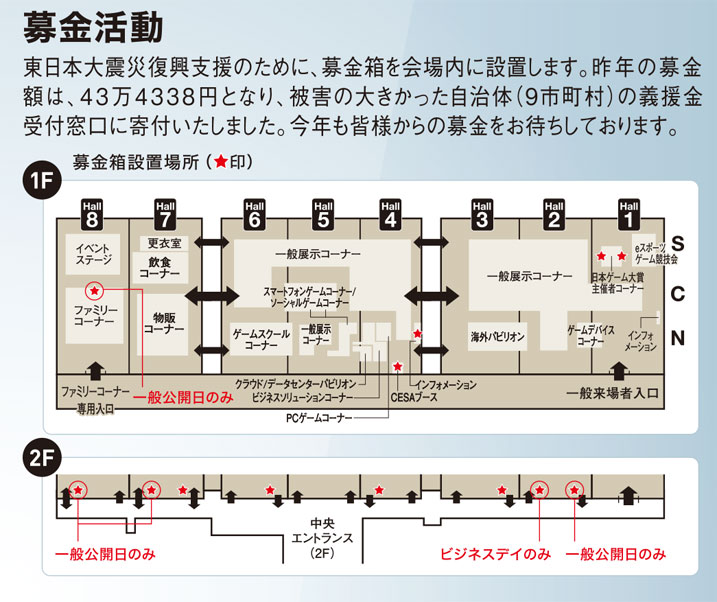 募金活動
東日本大震災復興支援のために、募金箱を会場内に設置します。昨年の募金
額は、43万4338円となり、被害の大きかった自治体(9市町村)の義援金
受付窓口に寄付いたしました。今年も皆様からの募金をお待ちしております。
募金箱設置場所(★印)
1F
Hall 8
Hall 7
Hall 6
Hall 5
Hall 4
Hall 3
Hall 2
Hall 1
イベント
ステージ
更衣室
飲食
コーナー
一般展示コーナー
一般展示コーナー
eスポーツ
ゲーム競技会
S
日本ゲーム大賞
主催者コーナー
C
スマートフォンゲームコーナー/
ソーシャルゲームコーナー
ファミリー
コーナー
物販
コーナー
ゲームスクール
コーナー
一般展示
コーナー
海外パビリオン
ゲームデバイス
コーナー
インフォ
メーション
N
ファミリーコーナー
専用入口
一般公開日のみ
クラウド/データセンターパビリオン
ビジネスソリューションコーナー
PCゲームコーナー
インフォメーション
CESAブース
一般来場者入口
2F
一般公開日のみ
中央
エントランス
(2F)
ビジネスデイのみ
一般公開日のみ